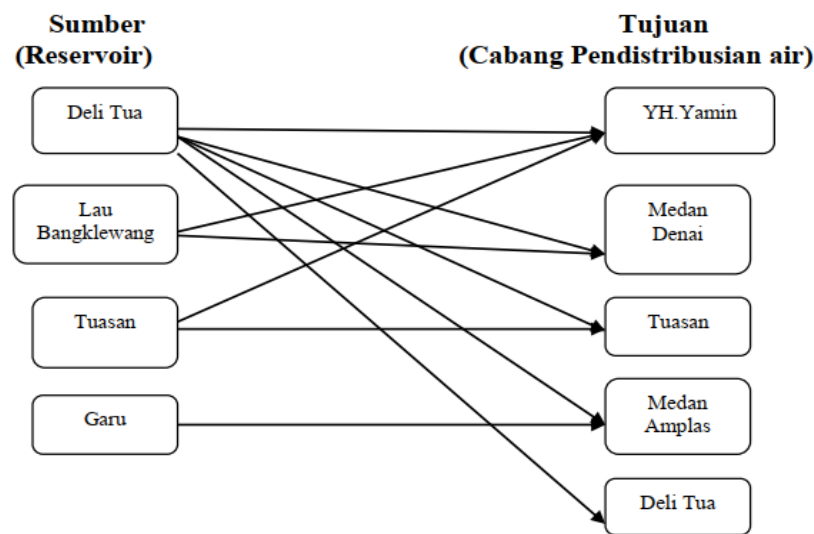 Sumber
(Reservoir)
Tujuan
(Cabang Pendistribusian air)
Deli Tua
YH.Yamin
Lau
Bangklewang
Medan
Denai
Tuasan
Tuasan
Garu
Medan
Amplas
Deli Tua